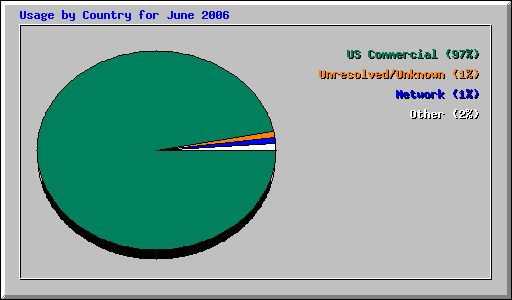 Usage by Country for June 2006
US Commercial (97%)
Unresolved/Unknown (1%)
Network (1%)
Other (2%)